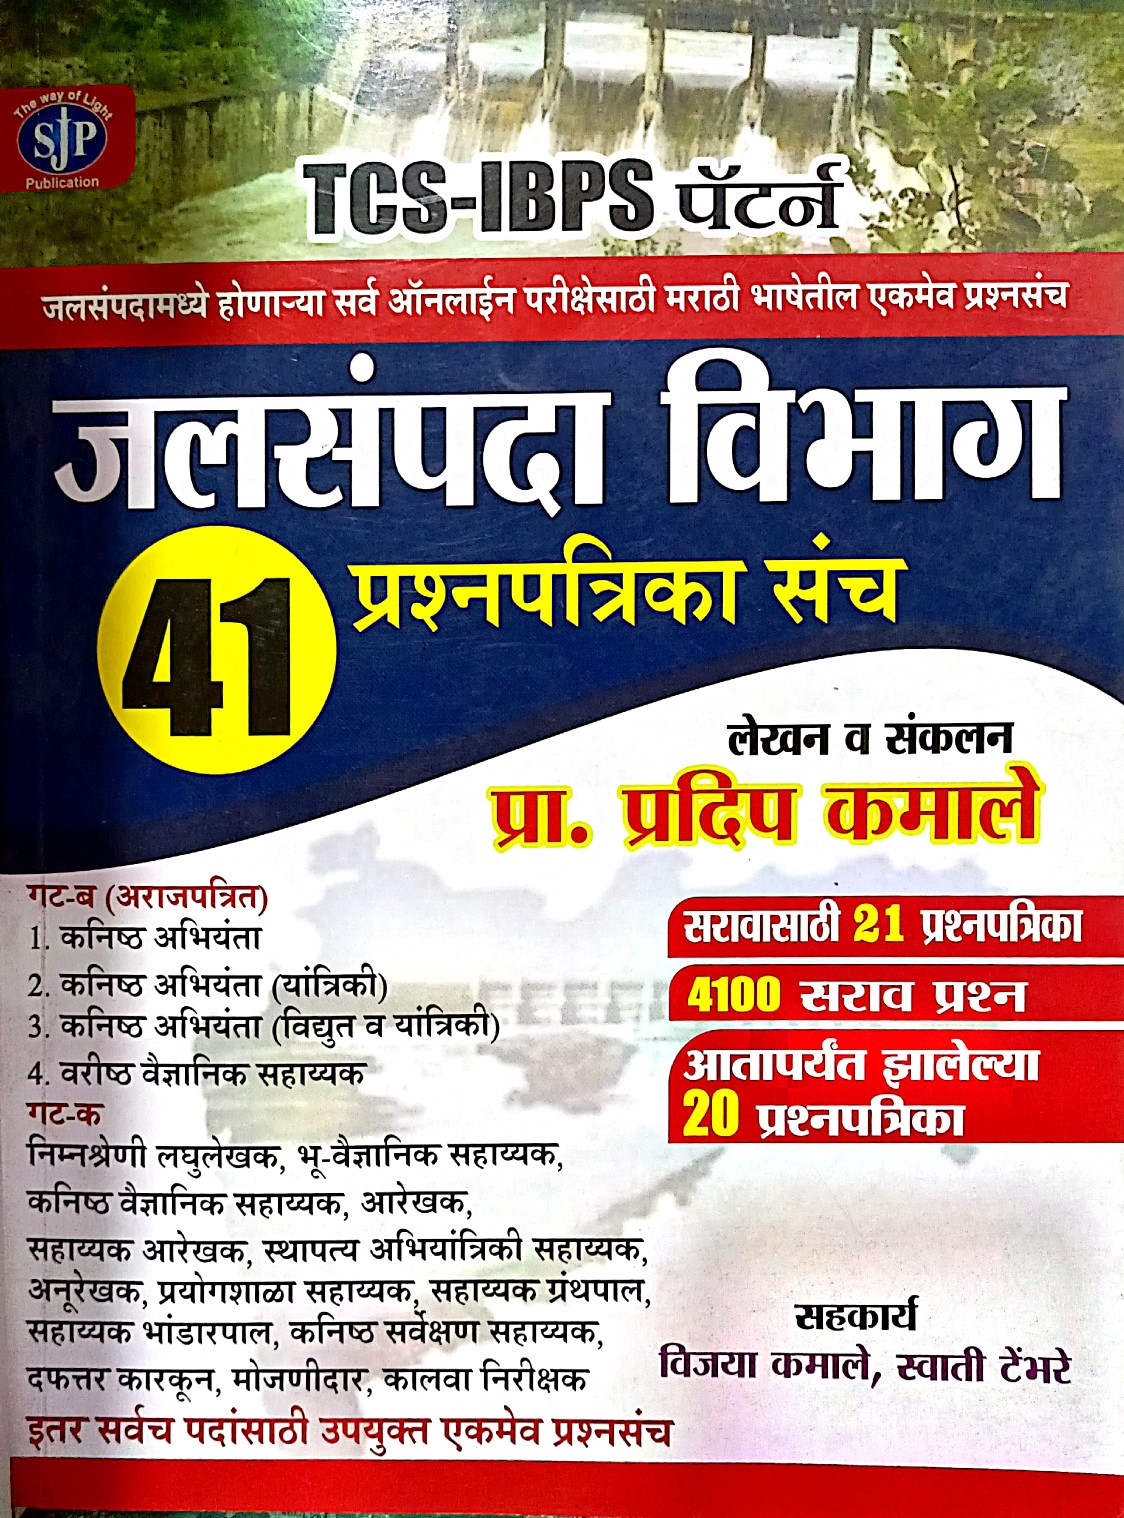 The way of Light
SJP
Publication
TCS-IBPS पॅटर्न
जलसंपदामध्ये होणाऱ्या सर्व ऑनलाईन परीक्षेसाठी मराठी भाषेतील एकमेव प्रश्नसंच
जलसंपदा विभाग
41 प्रश्नपत्रिका संच
लेखन व संकलन
प्रा. प्रदिप कमाले
गट-ब (अराजपत्रित)
1. कनिष्ठ अभियंता
2. कनिष्ठ अभियंता (यांत्रिकी)
3. कनिष्ठ अभियंता (विद्युत व यांत्रिकी)
4. वरीष्ठ वैज्ञानिक सहाय्यक
गट-क
निम्नश्रेणी लघुलेखक, भू-वैज्ञानिक सहाय्यक,
कनिष्ठ वैज्ञानिक सहाय्यक, आरेखक,
सहाय्यक आरेखक, स्थापत्य अभियांत्रिकी सहाय्यक,
अनूरेखक, प्रयोगशाळा सहाय्यक, सहाय्यक ग्रंथपाल,
सहाय्यक भांडारपाल, कनिष्ठ सर्वेक्षण सहाय्यक,
दफ्तर कारकून, मोजणीदार, कालवा निरीक्षक
इतर सर्वच पदांसाठी उपयुक्त एकमेव प्रश्नसंच
सरावासाठी 21 प्रश्नपत्रिका
4100 सराव प्रश्न
आतापर्यंत झालेल्या
20 प्रश्नपत्रिका
सहकार्य
विजया कमाले, स्वाती टेंभरे